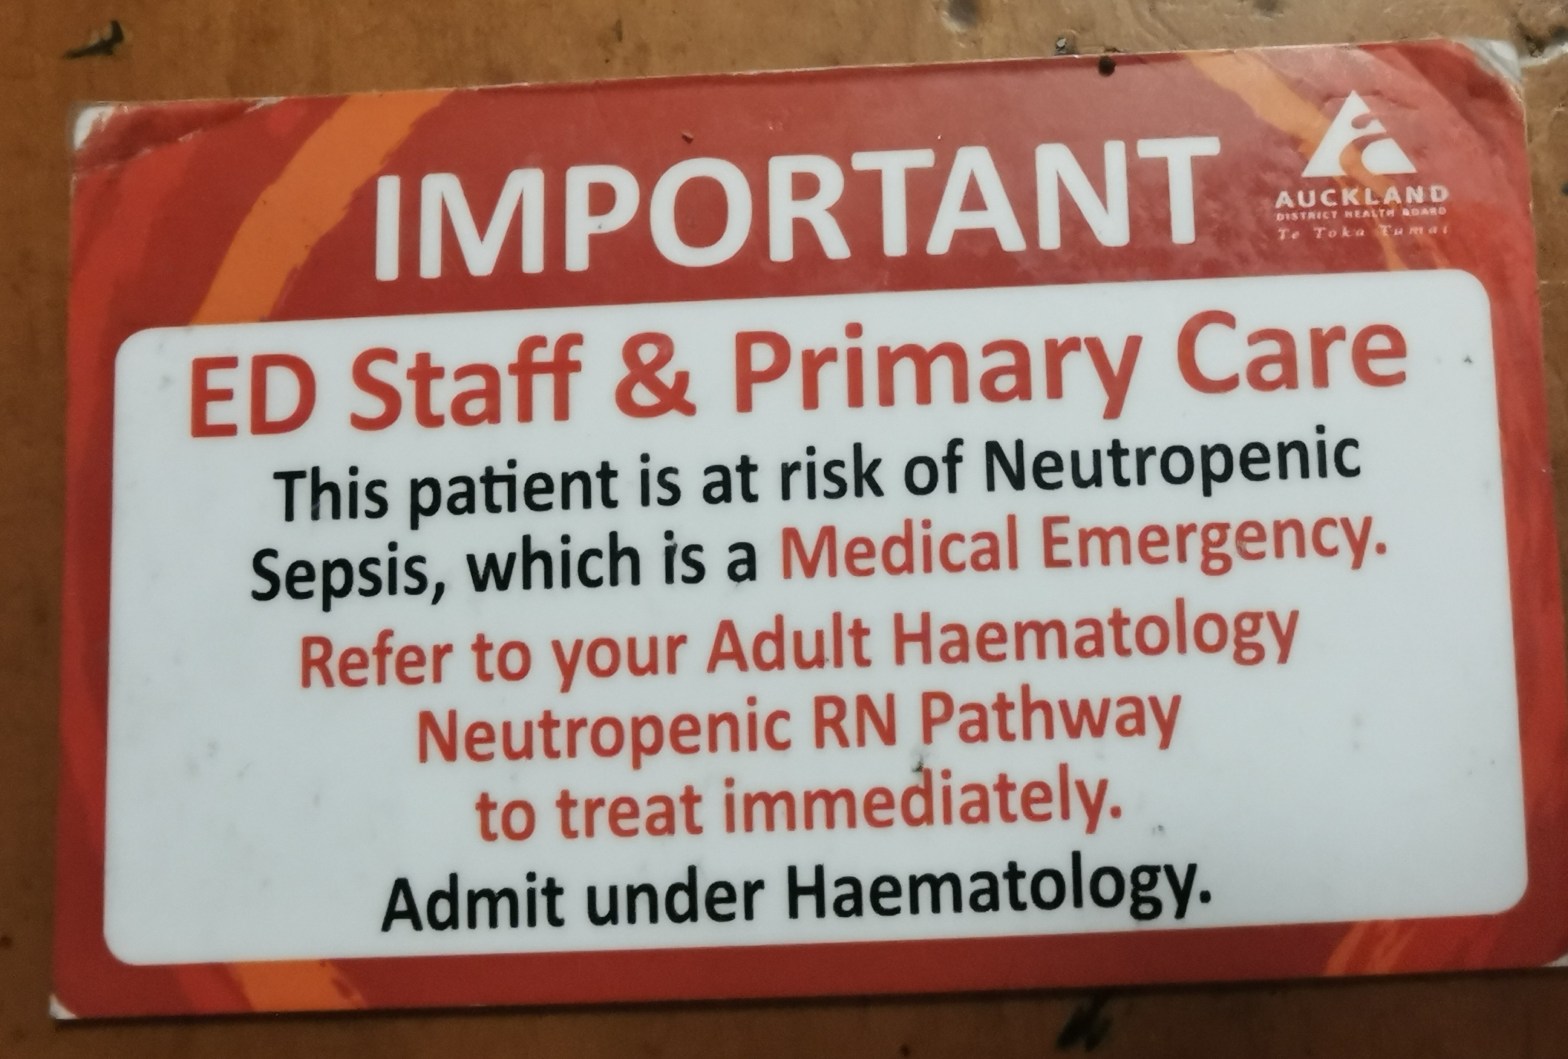 IMPORTANT
AUCKLAND
DISTRICT HEALTH BOARD
Te Toka Tumai
ED Staff & Primary Care
This patient is at risk of Neutropenic
Sepsis, which is a Medical Emergency.
Refer to your Adult Haematology
Neutropenic RN Pathway
to treat immediately.
Admit under Haematology.